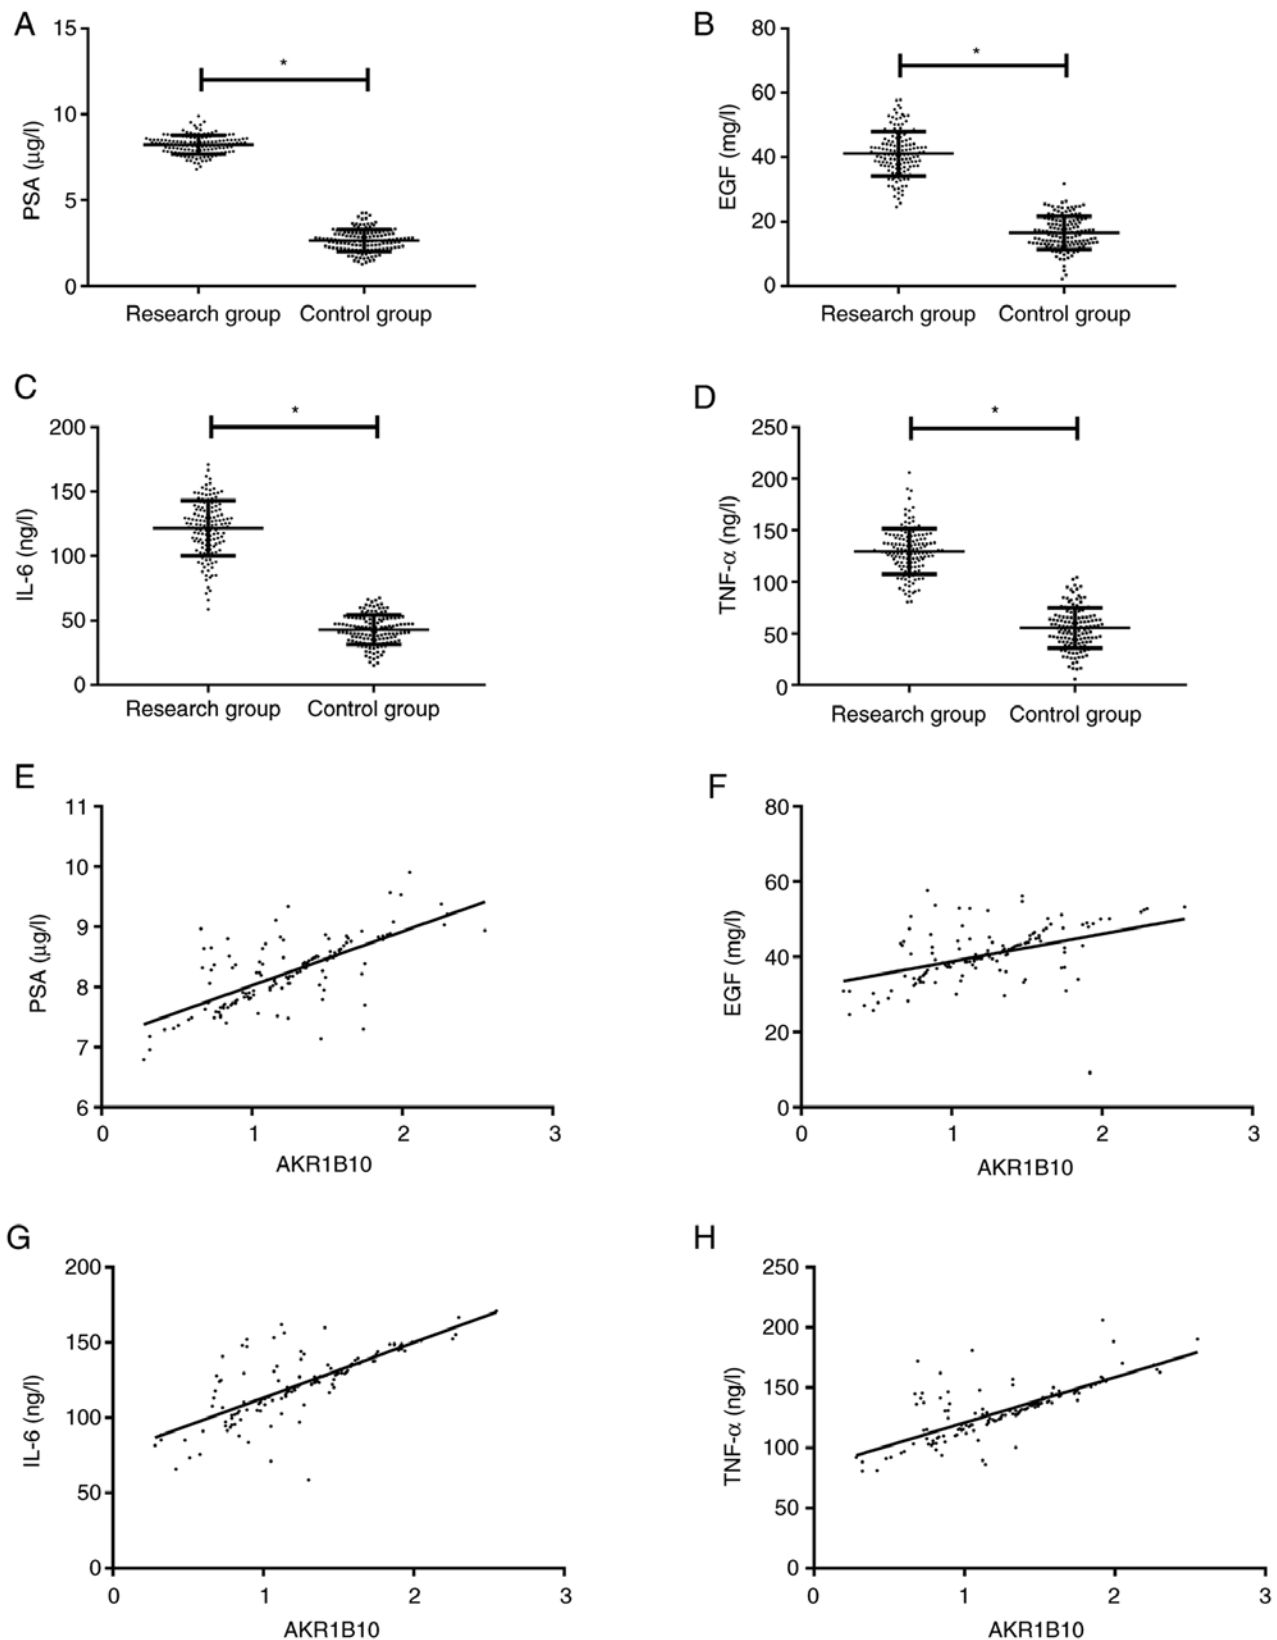 A
PSA (μg/l)
15
10
5
0
*
Research group
Control group
B
EGF (mg/l)
80
60
40
20
0
*
Research group
Control group
C
IL-6 (ng/l)
200
150
100
50
0
*
Research group
Control group
D
TNF-α (ng/l)
250
200
150
100
50
0
*
Research group
Control group
E
PSA (μg/l)
11
10
9
8
7
6
0 1 2 3
AKR1B10
F
EGF (mg/l)
80
60
40
20
0
0 1 2 3
AKR1B10
G
IL-6 (ng/l)
200
150
100
50
0
0 1 2 3
AKR1B10
H
TNF-α (ng/l)
250
200
150
100
50
0
0 1 2 3
AKR1B10